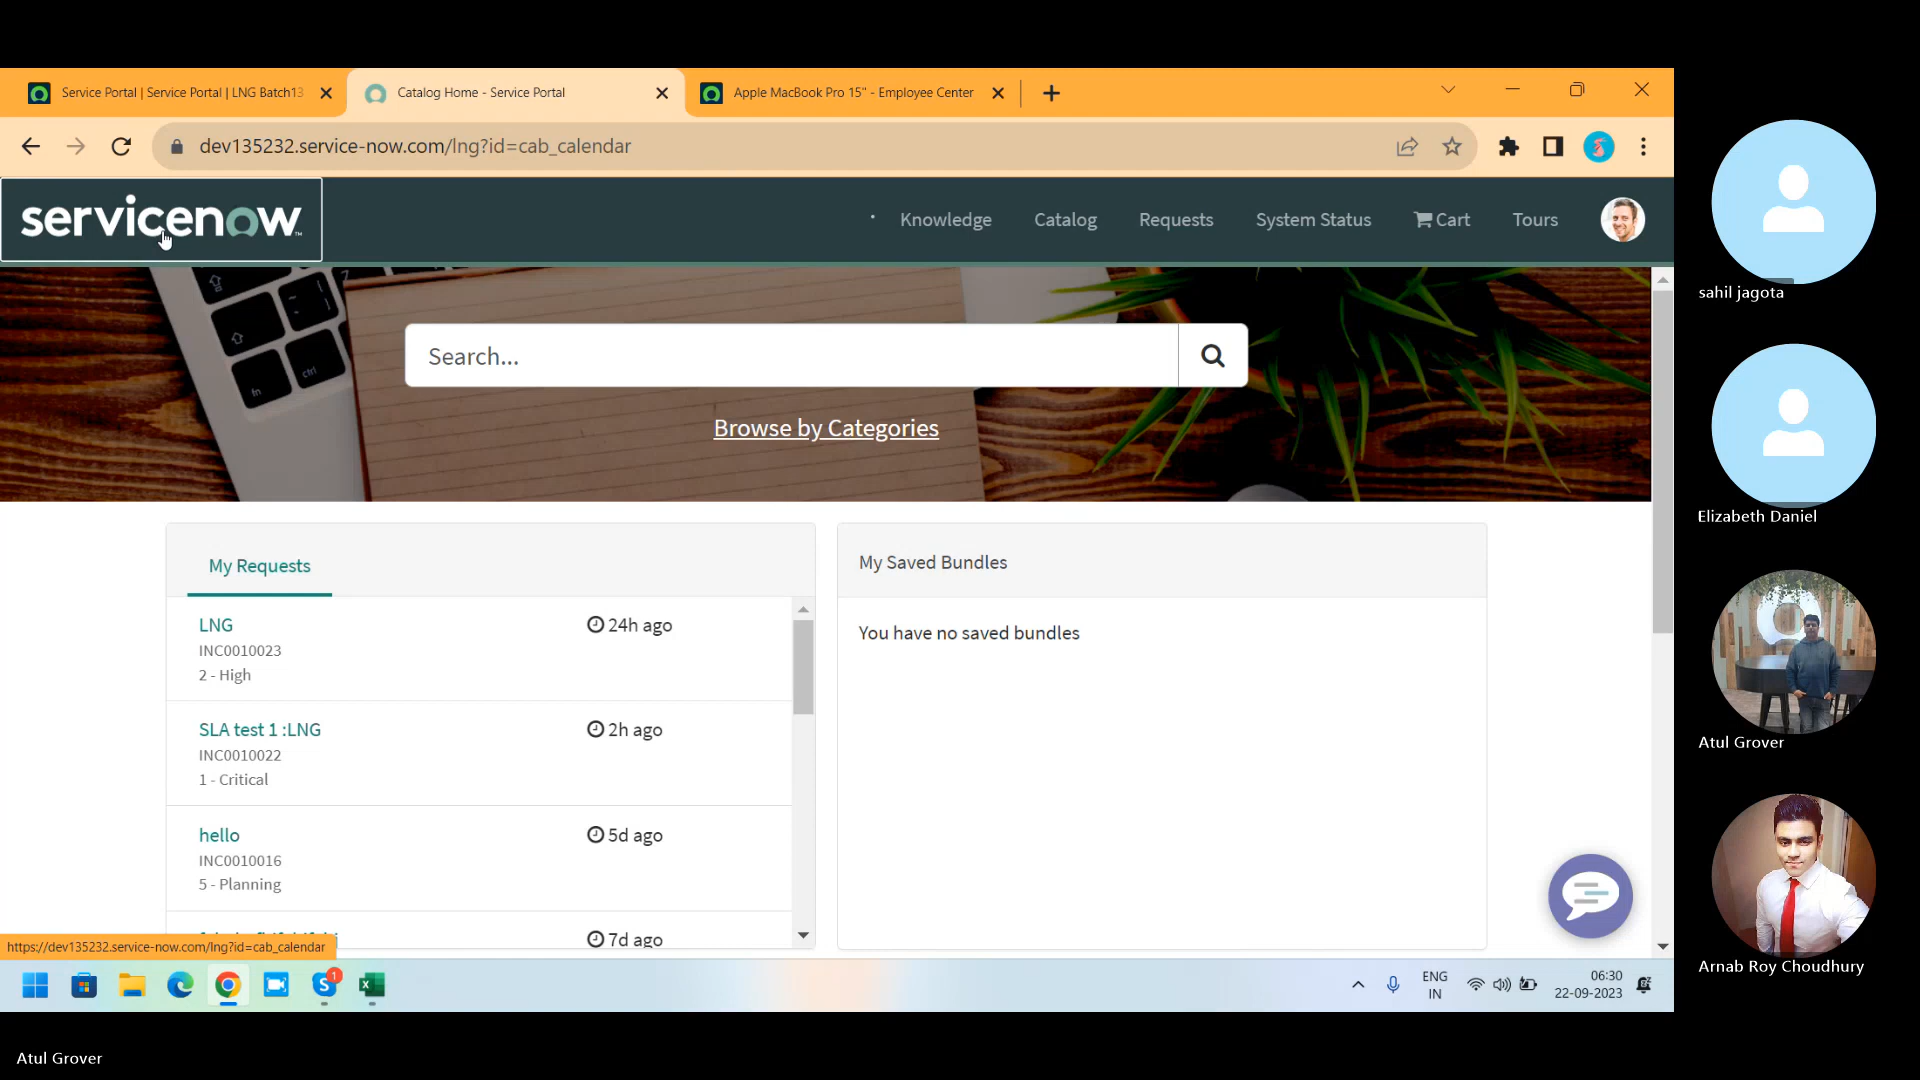 Service Portal | Service Portal | LNG Batch13
Catalog Home - Service Portal
Apple MacBook Pro 15" - Employee Center
dev135232.service-now.com/lng?id=cab_calendar
servicenow
Knowledge
Catalog
Requests
System Status
Cart
Tours
fn
ctrl
Search...
Browse by Categories
My Requests
LNG
24h ago
INC0010023
2 - High
SLA test 1 :LNG
2h ago
INC0010022
1 - Critical
hello
5d ago
INC0010016
5 - Planning
7d ago
My Saved Bundles
You have no saved bundles
https://dev135232.service-now.com/lng?id=cab_calendar
1
ENG
IN
06:30
22-09-2023
sahil jagota
Elizabeth Daniel
Atul Grover
Arnab Roy Choudhury
Atul Grover